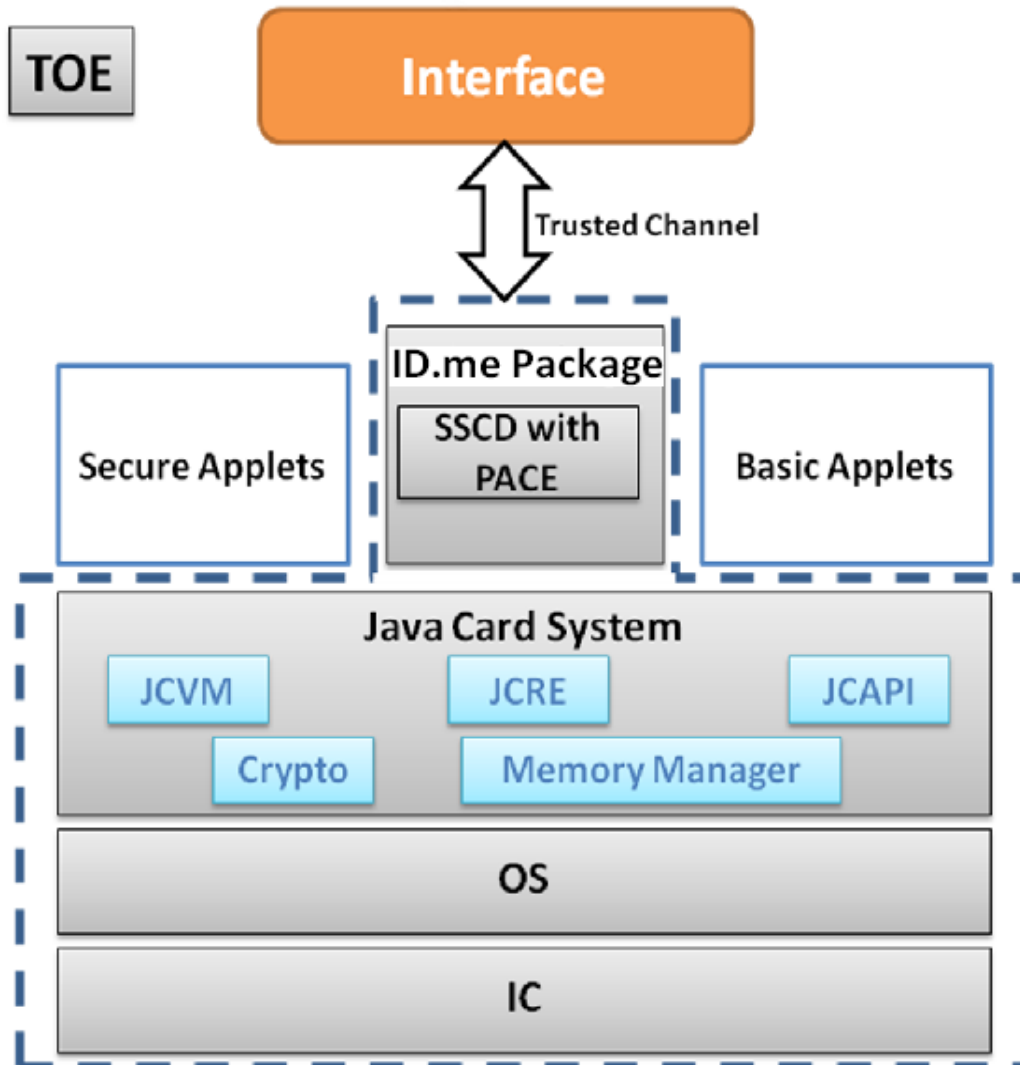 TOE
Interface
Trusted Channel
ID.me Package
SSCD with
PACE
Secure Applets
Basic Applets
Java Card System
JCVM
JCRE
JCAPI
Crypto
Memory Manager
OS
IC